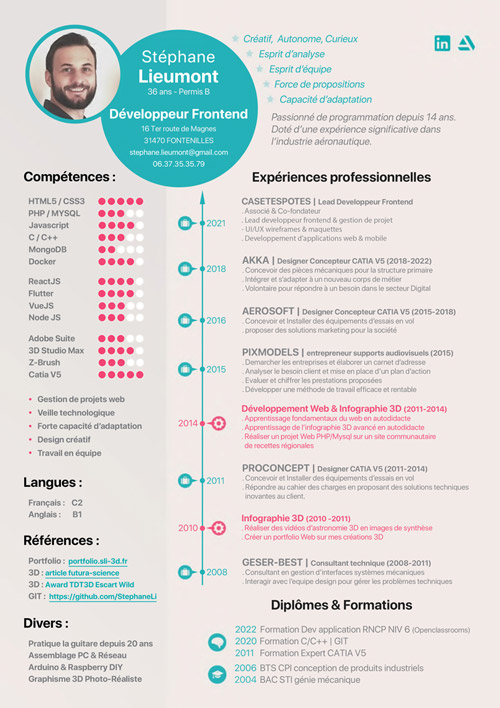 Stéphane
Lieumont
36 ans - Permis B
Développeur Frontend
16 Ter route de Magnes
31470 FONTENILLES
stephane.lieumont@gmail.com
06.37.35.35.79
Créatif, Autonome, Curieux
Esprit d'analyse
Esprit d'équipe
Force de propositions
Capacité d'adaptation
Passionné de programmation depuis 14 ans.
Doté d'une expérience significative dans
l'industrie aéronautique.
in
Compétences :
HTML5 / CSS3
PHP / MYSQL
Javascript
C / C++
MongoDB
Docker
ReactJS
Flutter
VueJS
Node JS
Adobe Suite
3D Studio Max
Z-Brush
Catia V5
• Gestion de projets web
• Veille technologique
• Forte capacité d'adaptation
• Design créatif
• Travail en équipe
Langues :
Français : C2
Anglais : B1
Références :
Portfolio : portfolio.sli-3d.fr
3D : article futura-science
3D : Award TDT3D Escart Wild
GIT : https://github.com/StephaneLi
Divers :
Pratique la guitare depuis 20 ans
Assemblage PC & Réseau
Arduino & Raspberry DIY
Graphisme 3D Photo-Réaliste
Expériences professionnelles
2021
CASETESPOTES | Lead Developpeur Frontend
. Associé & Co-fondateur
. Lead developpeur frontend & gestion de projet
- UI/UX wireframes & maquettes
. Developpement d'applications web & mobile
2018
AKKA | Designer Concepteur CATIA V5 (2018-2022)
. Concevoir des pièces mécaniques pour la structure primaire
. Intégrer et s'adapter à un nouveau corps de métier
. Volontaire pour répondre à un besoin dans le secteur Digital
2016
AEROSOFT | Designer Concepteur CATIA V5 (2015-2018)
. Concevoir et Installer des équipements d'essais en vol
proposer des solutions marketing pour la société
2015
PIXMODELS | entrepreneur supports audiovisuels (2015)
. Demarcher les entreprises et élaborer un carnet d'adresse
. Analyser le besoin client et mise en place d'un plan d'action
. Evaluer et chiffrer les prestations proposées
. Développer une méthode de travail efficace et rentable
2014
Développement Web & Infographie 3D (2011-2014)
. Apprentissage fondamentaux du web en autodidacte
. Apprentissage de l'infographie 3D avancé en autodidacte
. Réaliser un projet Web PHP/Mysql sur un site communautaire
de recettes régionales
2011
PROCONCEPT | Designer CATIA V5 (2011-2014)
. Concevoir et Installer des équipements d'essais en vol
. Répondre au cahier des charges en proposant des solutions techniques
inovantes au client.
2010
Infographie 3D (2010 -2011)
. Réaliser des vidéos d'astronomie 3D en images de synthèse
. Créer un portfolio Web sur mes créations 3D
2008
GESER-BEST | Consultant technique (2008-2011)
. Consultant en gestion d'interfaces systèmes mécaniques
. Interagir avec l'equipe design pour gérer les problèmes techniques
Diplômes & Formations
2022 Formation Dev application RNCP NIV 6 (Openclassrooms)
2020 Formation C/C++ | GIT
2011 Formation Expert CATIA V5
2006 BTS CPI conception de produits industriels
2004 BAC STI génie mécanique